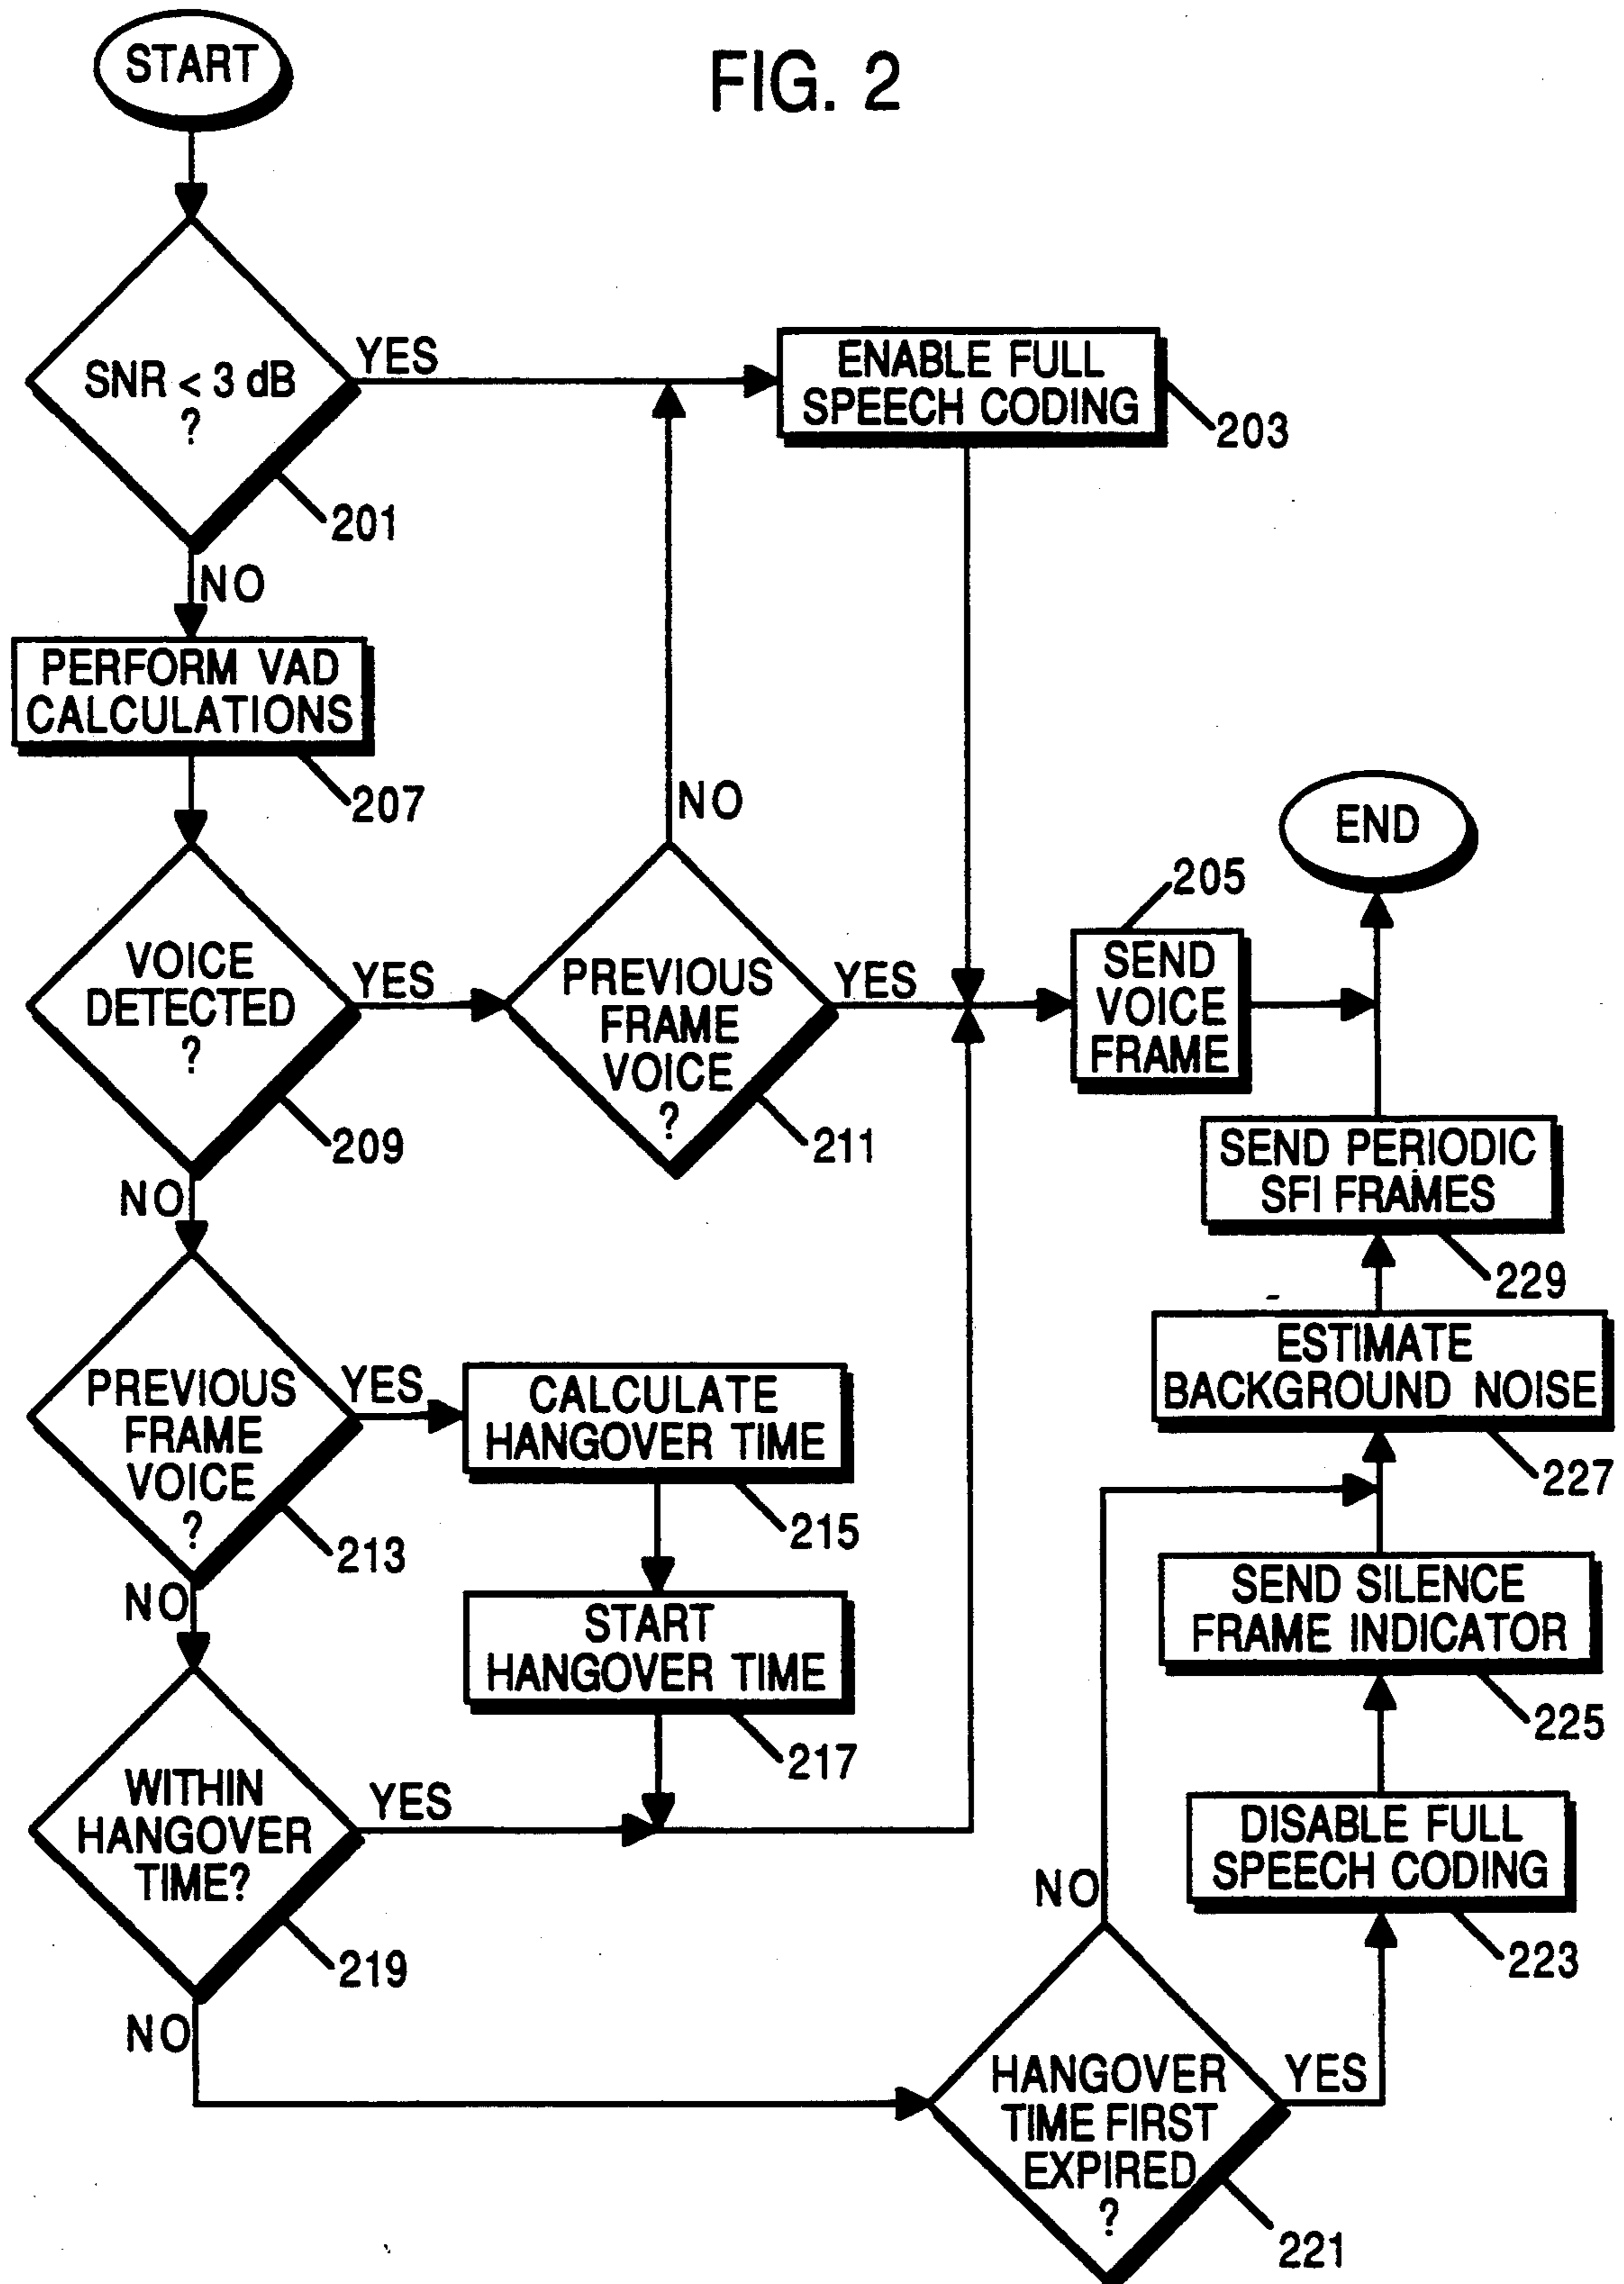 START
FIG. 2
SNR < 3 dB
?
201
YES
ENABLE FULL
SPEECH CODING
203
NO
PERFORM VAD
CALCULATIONS
207
VOICE
DETECTED
?
209
YES
NO
PREVIOUS
FRAME
VOICE
?
211
NO
YES
205
SEND
VOICE
FRAME
END
PREVIOUS
FRAME
VOICE
?
213
YES
CALCULATE
HANGOVER TIME
215
START
HANGOVER TIME
217
NO
WITHIN
HANGOVER
TIME?
219
YES
NO
HANGOVER
TIME FIRST
EXPIRED
?
221
NO
YES
DISABLE FULL
SPEECH CODING
223
SEND SILENCE
FRAME INDICATOR
225
ESTIMATE
BACKGROUND NOISE
227
SEND PERIODIC
SFI FRAMES
229